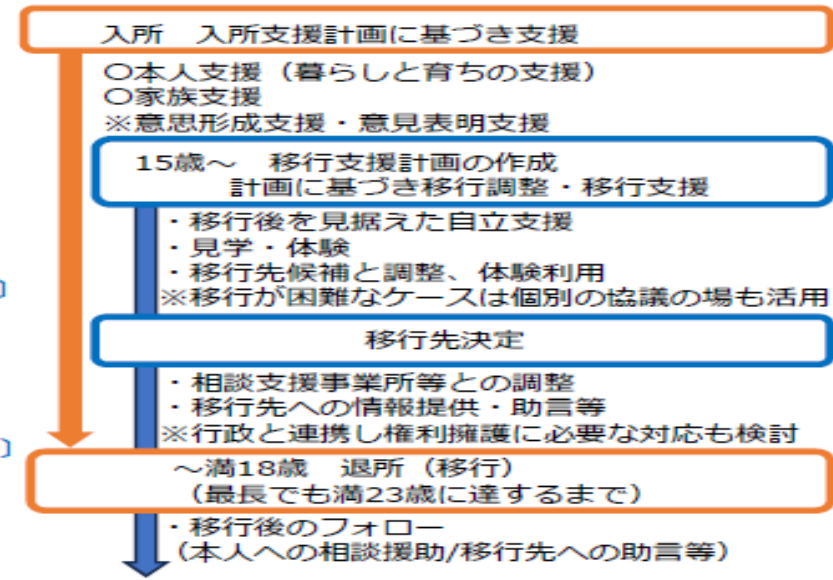 入所 入所支援計画に基づき支援
〇本人支援（暮らしと育ちの支援）
〇家族支援
※意思形成支援・意見表明支援
15歳～ 移行支援計画の作成
計画に基づき移行調整・移行支援
・移行後を見据えた自立支援
・見学・体験
・移行先候補と調整、体験利用
※移行が困難なケースは個別の協議の場も活用
移行先決定
・相談支援事業所等との調整
・移行先への情報提供・助言等
※行政と連携し権利擁護に必要な対応も検討
～満18歳 退所（移行）
（最長でも満23歳に達するまで）
・移行後のフォロー
（本人への相談援助/移行先への助言等）